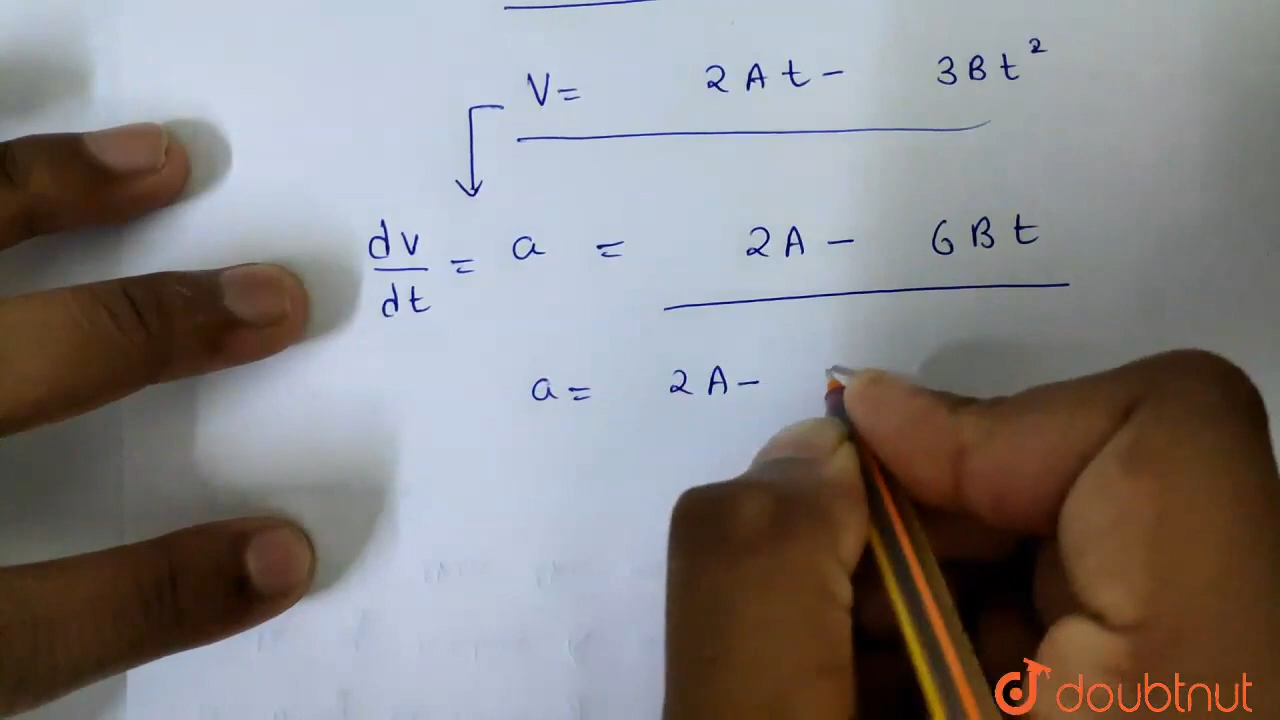 V= 2At - 3Bt²
dv/dt = a = 2A - 6Bt
a = 2A -
doubtnut